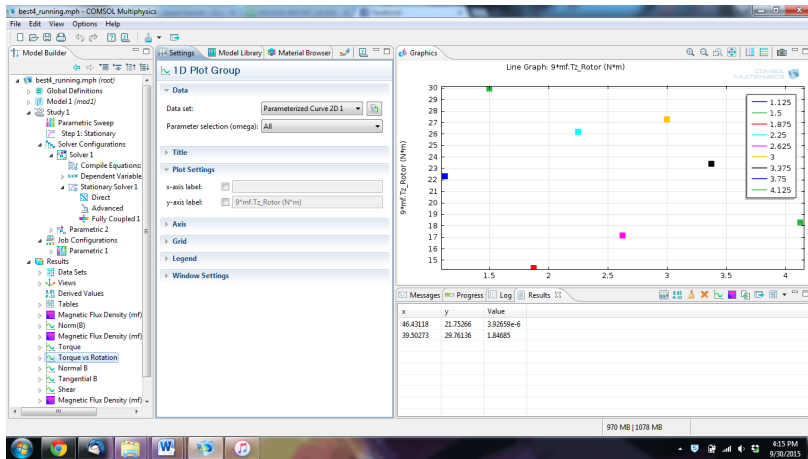 best4_running.mph - COMSOL Multiphysics
File Edit View Options Help
Model Builder
best4_running.mph (root)
Global Definitions
Model 1 (mod1)
Study 1
Parametric Sweep
Step 1: Stationary
Solver Configurations
Solver 1
Compile Equations:
Dependent Variable
Stationary Solver 1
Direct
Advanced
Fully Coupled 1
Parametric 2
Job Configurations
Parametric 1
Results
Data Sets
Views
Derived Values
Tables
Magnetic Flux Density (mf)
Norm(B)
Magnetic Flux Density (mf)
Torque
Torque vs Rotation
Normal B
Tangential B
Shear
Magnetic Flux Density (mf)
Settings Model Library Material Browser
1D Plot Group
Data
Data set: Parameterized Curve 2D 1
Parameter selection (omega): All
Title
Plot Settings
x-axis label:
y-axis label: 9*mf.Tz_Rotor (N*m)
Axis
Grid
Legend
Window Settings
Graphics
Line Graph: 9*mf.Tz_Rotor (N*m)
COMSOL
MULTIPHYSICS
9*mf.Tz_Rotor (N*m)
30
29
28
27
26
25
24
23
22
21
20
19
18
17
16
15
1.5 2 2.5 3 3.5 4
1.125
1.5
1.875
2.25
2.625
3
3.375
3.75
4.125
Messages Progress Log Results
x y Value
46.43118 21.75266 3.92659e-6
39.50273 29.76136 1.84685
970 MB | 1078 MB
4:15 PM
9/30/2015